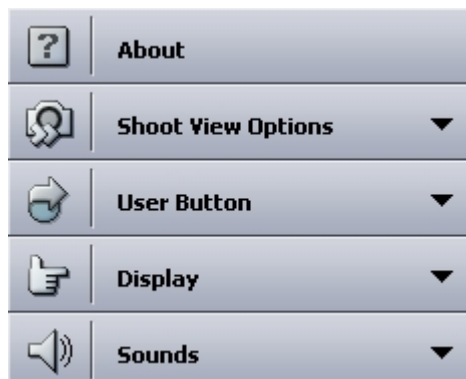 ?
About
Shoot View Options
User Button
Display
Sounds